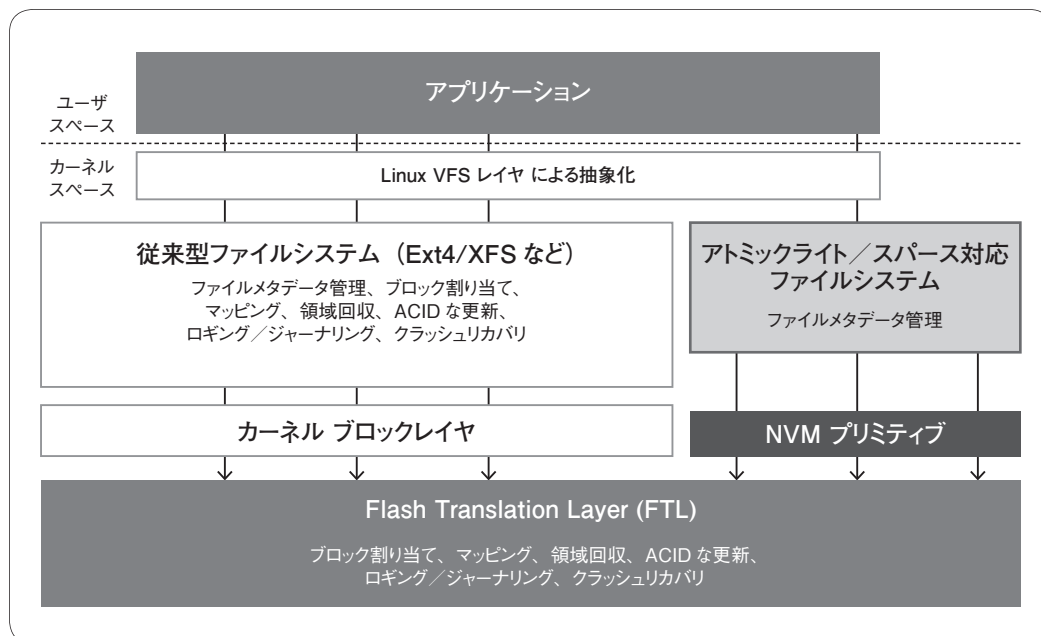 アプリケーション
ユーザ
スペース
カーネル
スペース
Linux VFS レイヤ による抽象化
従来型ファイルシステム（Ext4/XFS など）
ファイルメタデータ管理、ブロック割り当て、
マッピング、領域回収、ACID な更新、
ロギング／ジャーナリング、クラッシュリカバリ
アトミックライト／スパース対応
ファイルシステム
ファイルメタデータ管理
カーネル ブロックレイヤ
NVM プリミティブ
Flash Translation Layer (FTL)
ブロック割り当て、マッピング、領域回収、ACID な更新、
ロギング／ジャーナリング、クラッシュリカバリ